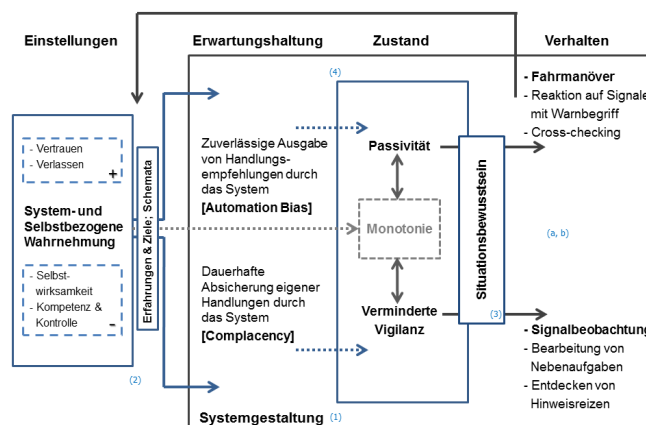 Einstellungen
Erwartungshaltung
Zustand
Verhalten
- Vertrauen
- Verlassen
+
System- und
Selbstbezogene
Wahrnehmung
- Selbst-
wirksamkeit
- Kompetenz &
Kontrolle
-
(2)
Erfahrungen & Ziele; Schemata
Zuverlässige Ausgabe
von Handlungs-
empfehlungen durch
das System
[Automation Bias]
Dauerhafte
Absicherung eigener
Handlungen durch
das System
[Complacency]
Systemgestaltung
(1)
(4)
Passivität
Monotonie
Verminderte
Vigilanz
Situationsbewusstsein
(3)
- Fahrmanöver
- Reaktion auf Signale
mit Warnbegriff
- Cross-checking
(a, b)
- Signalbeobachtung
- Bearbeitung von
Nebenaufgaben
- Entdecken von
Hinweisreizen